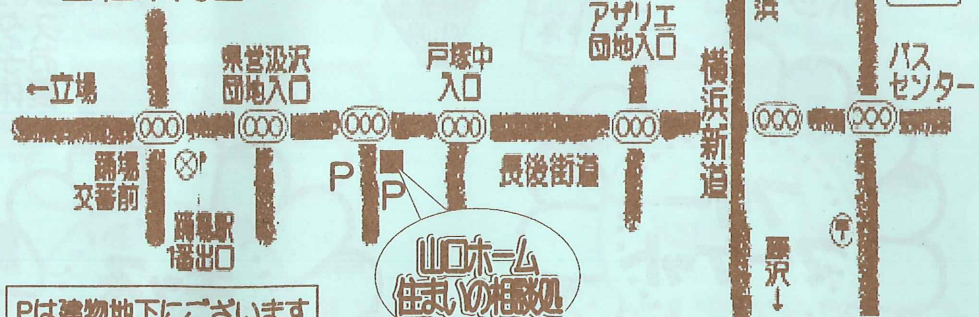 アザリエ
団地入口
浜
県営汲沢
団地入口
戸塚中
入口
横浜新道
バス
センター
←立場
踊場
交番前
P
P
長後街道
踊場駅
1番出口
山口ホーム
住まいの相談処
藤沢
↓
Pは建物地下にございます